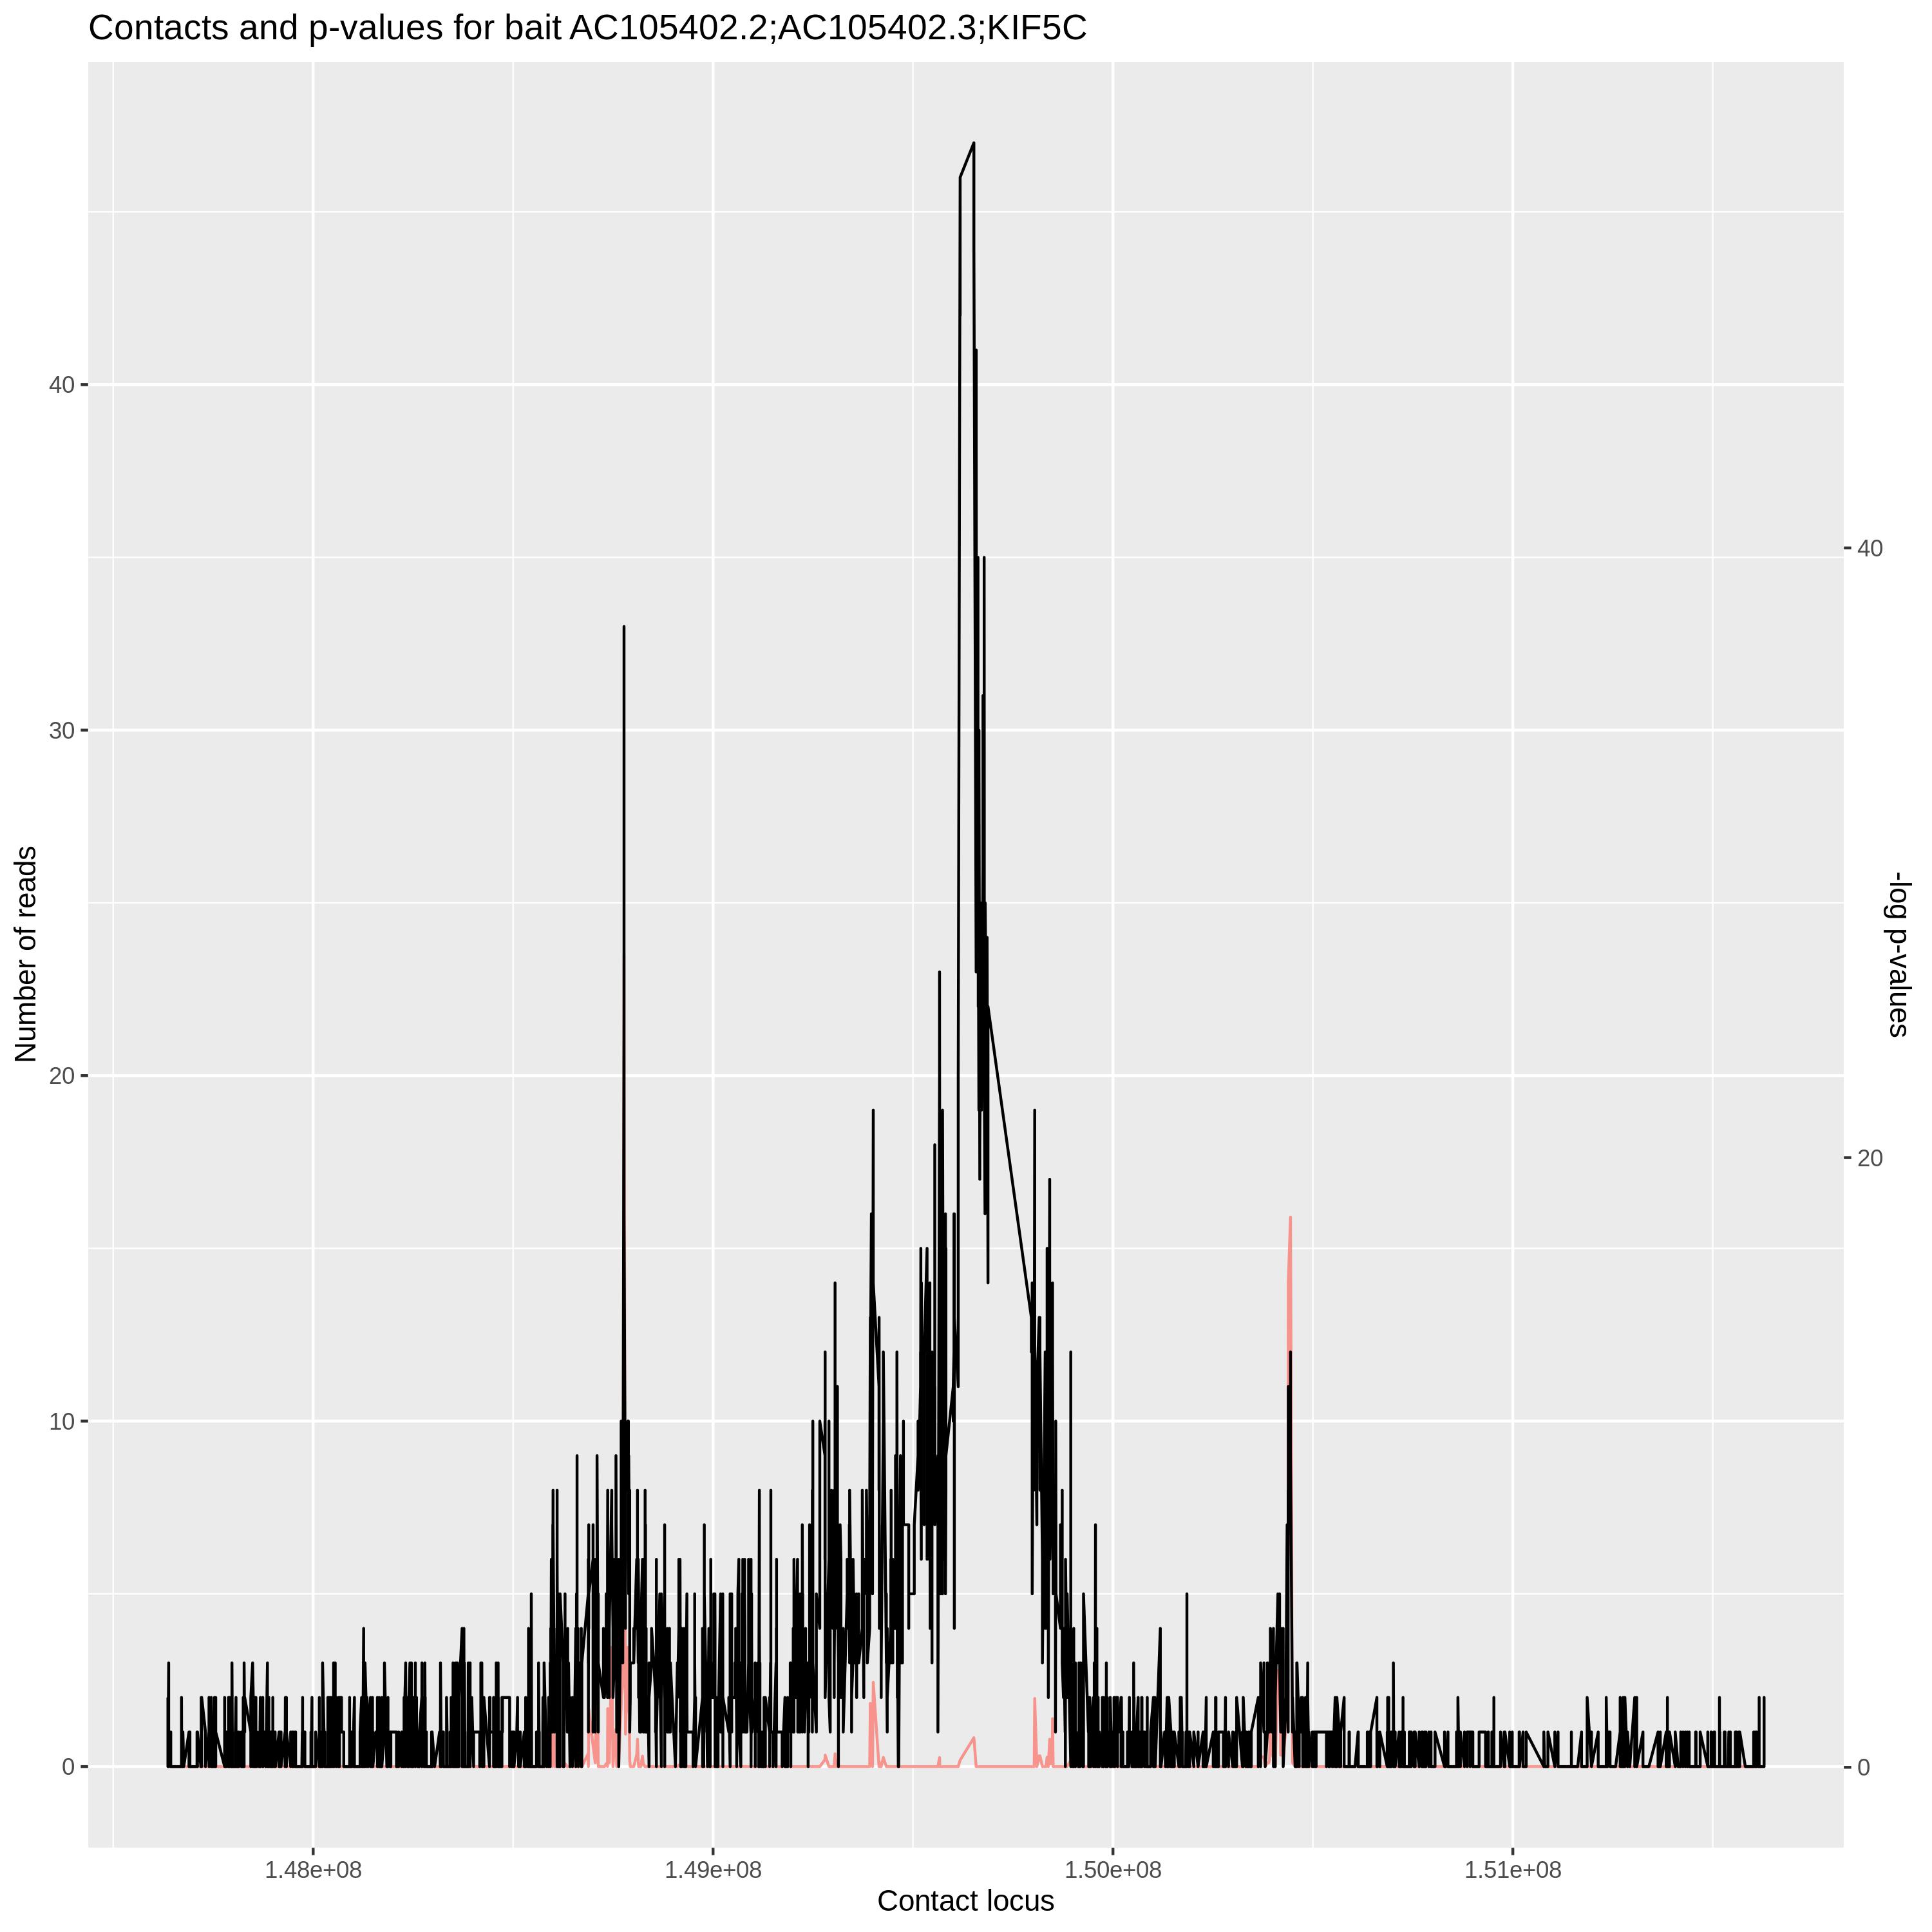 Contacts and p-values for bait AC105402.2;AC105402.3;KIF5C
Number of reads
40
30
20
10
0
40
20
0
-log p-values
1.48e+08
1.49e+08
1.50e+08
1.51e+08
Contact locus